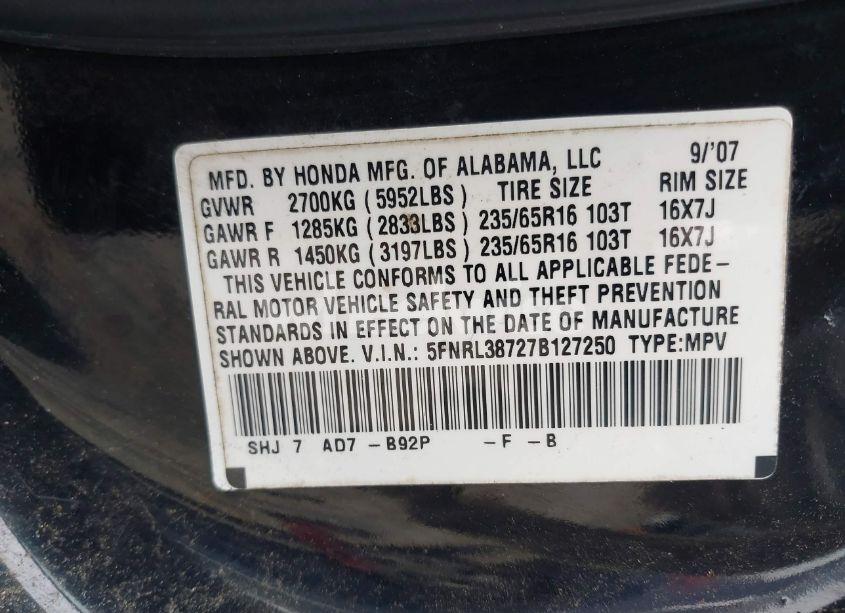 MFD. BY HONDA MFG. OF ALABAMA, LLC 9/'07
GVWR 2700KG (5952LBS) TIRE SIZE RIM SIZE
GAWR F 1285KG (2833LBS) 235/65R16 103T 16X7J
GAWR R 1450KG (3197LBS) 235/65R16 103T 16X7J
THIS VEHICLE CONFORMS TO ALL APPLICABLE FEDE-
RAL MOTOR VEHICLE SAFETY AND THEFT PREVENTION
STANDARDS IN EFFECT ON THE DATE OF MANUFACTURE
SHOWN ABOVE. V.I.N.: 5FNRL38727B127250 TYPE:MPV
SHJ 7 AD7 -B92P -F -B